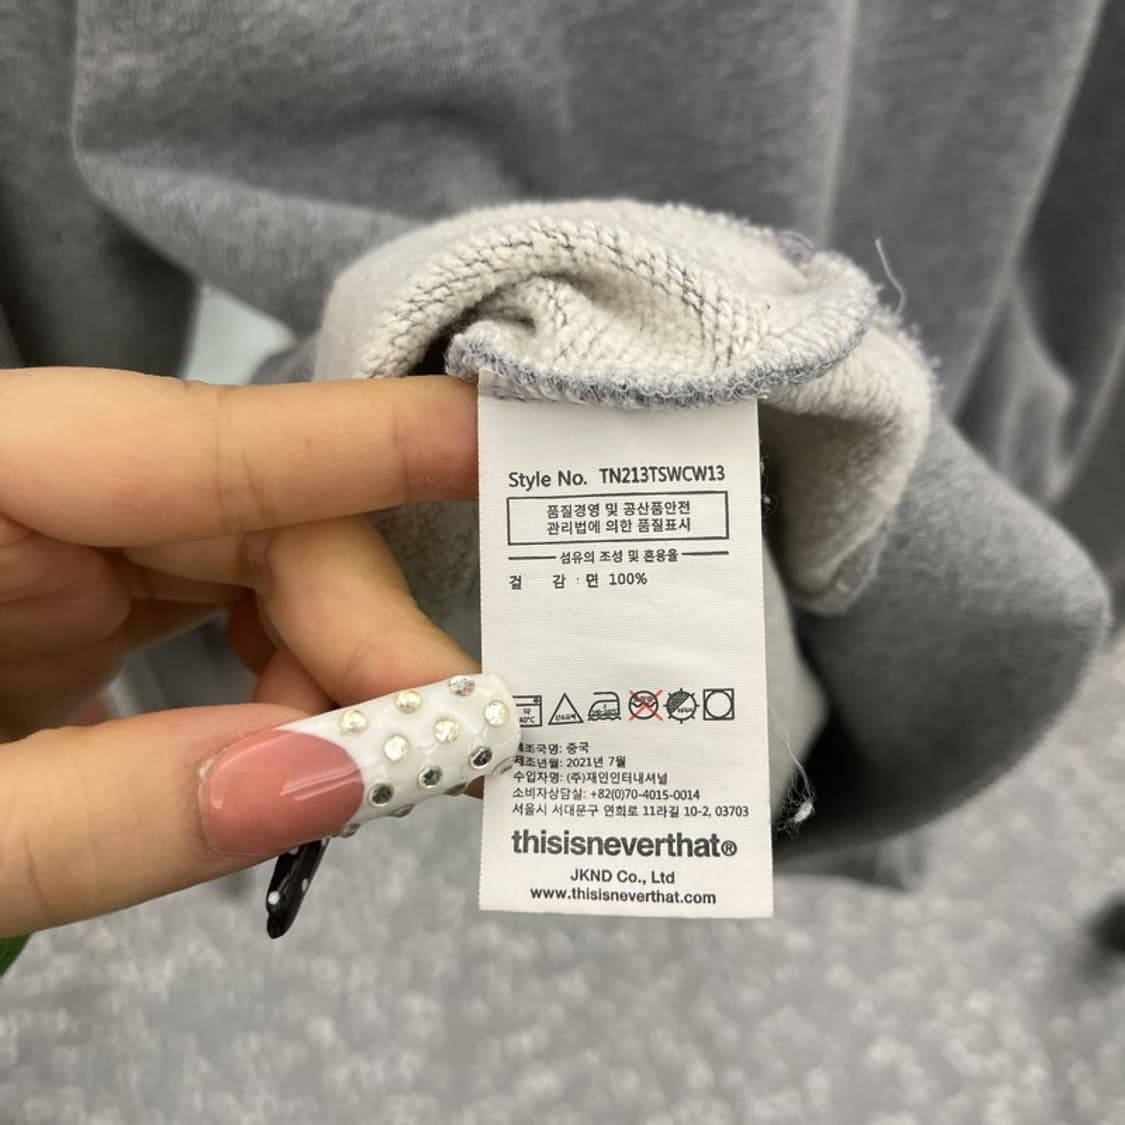 Style No. TN213TSWCW13
품질경영 및 공산품안전
관리법에 의한 품질표시
섬유의 조성 및 혼용율
겉 감 : 면 100%
약
40°C
제조국명: 중국
제조년월: 2021년 7월
수입자명: (주)재인인터내셔널
소비자상담실: +82(0)70-4015-0014
서울시 서대문구 연희로 11라길 10-2, 03703
thisisneverthat®
JKND Co., Ltd
www.thisisneverthat.com